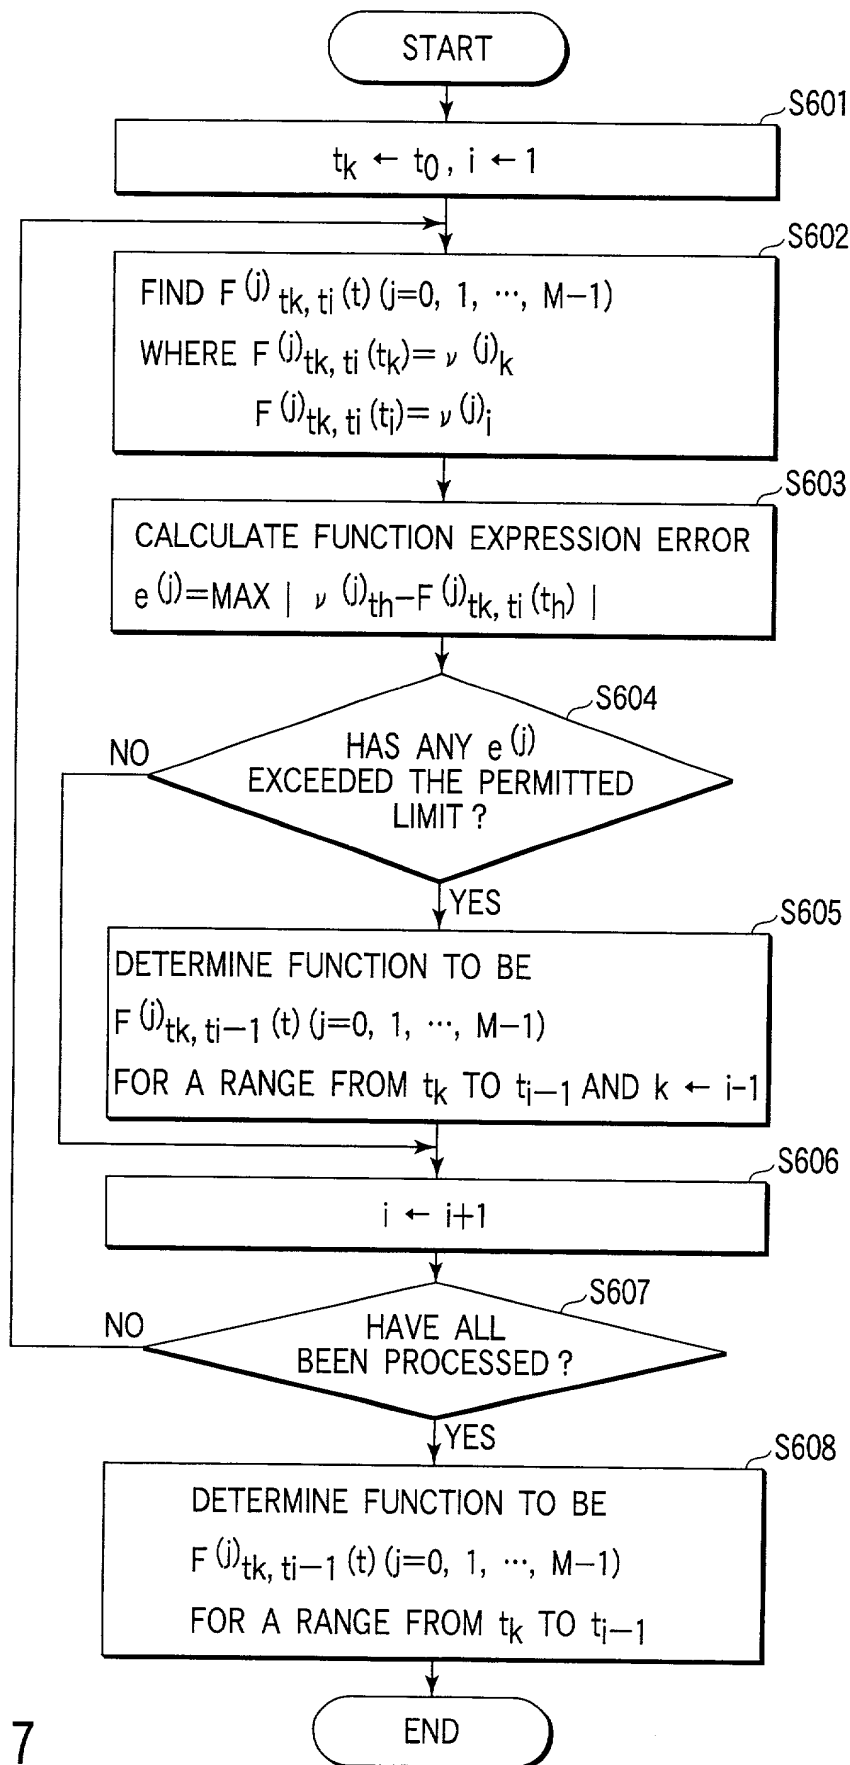 START
S601
tk ← t0, i ← 1
S602
FIND F(j)tk, ti (t) (j=0, 1, ..., M−1)
WHERE F(j)tk, ti (tk)= ν (j)k
F(j)tk, ti (ti)= ν (j)i
S603
CALCULATE FUNCTION EXPRESSION ERROR
e(j)=MAX | ν (j)th−F(j)tk, ti (th) |
S604
NO
HAS ANY e(j)
EXCEEDED THE PERMITTED
LIMIT?
YES
S605
DETERMINE FUNCTION TO BE
F(j)tk, ti−1 (t) (j=0, 1, ..., M−1)
FOR A RANGE FROM tk TO ti−1 AND k ← i-1
S606
i ← i+1
S607
NO
HAVE ALL
BEEN PROCESSED?
YES
S608
DETERMINE FUNCTION TO BE
F(j)tk, ti−1 (t) (j=0, 1, ..., M−1)
FOR A RANGE FROM tk TO ti−1
END
7